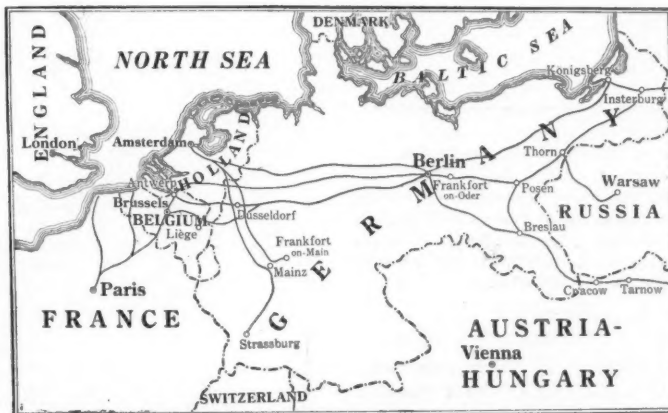 DENMARK
NORTH SEA
BALTIC SEA
ENGLAND
Königsberg
Insterburg
London
Amsterdam
HOLLAND
Berlin
Thorn
GERMANY
Antwerp
Frankfort
on-Oder
Posen
Warsaw
Brussels
BELGIUM
Düsseldorf
RUSSIA
Liège
Breslau
Frankfort
on-Main
Mainz
Paris
Cracow
Tarnow
FRANCE
Strassburg
AUSTRIA-
Vienna
HUNGARY
SWITZERLAND